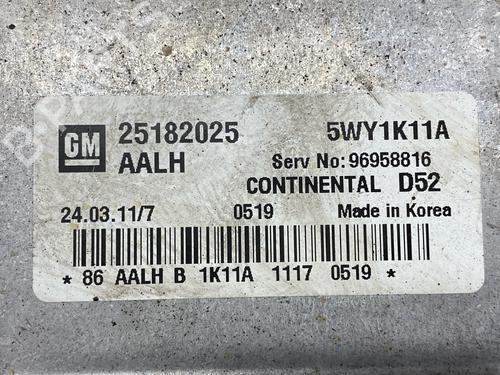 GM 25182025 5WY1K11A
AALH Serv No: 96958816
CONTINENTAL D52
24.03.11/7 0519 Made in Korea
* 86 AALH B 1K11A 1117 0519 *